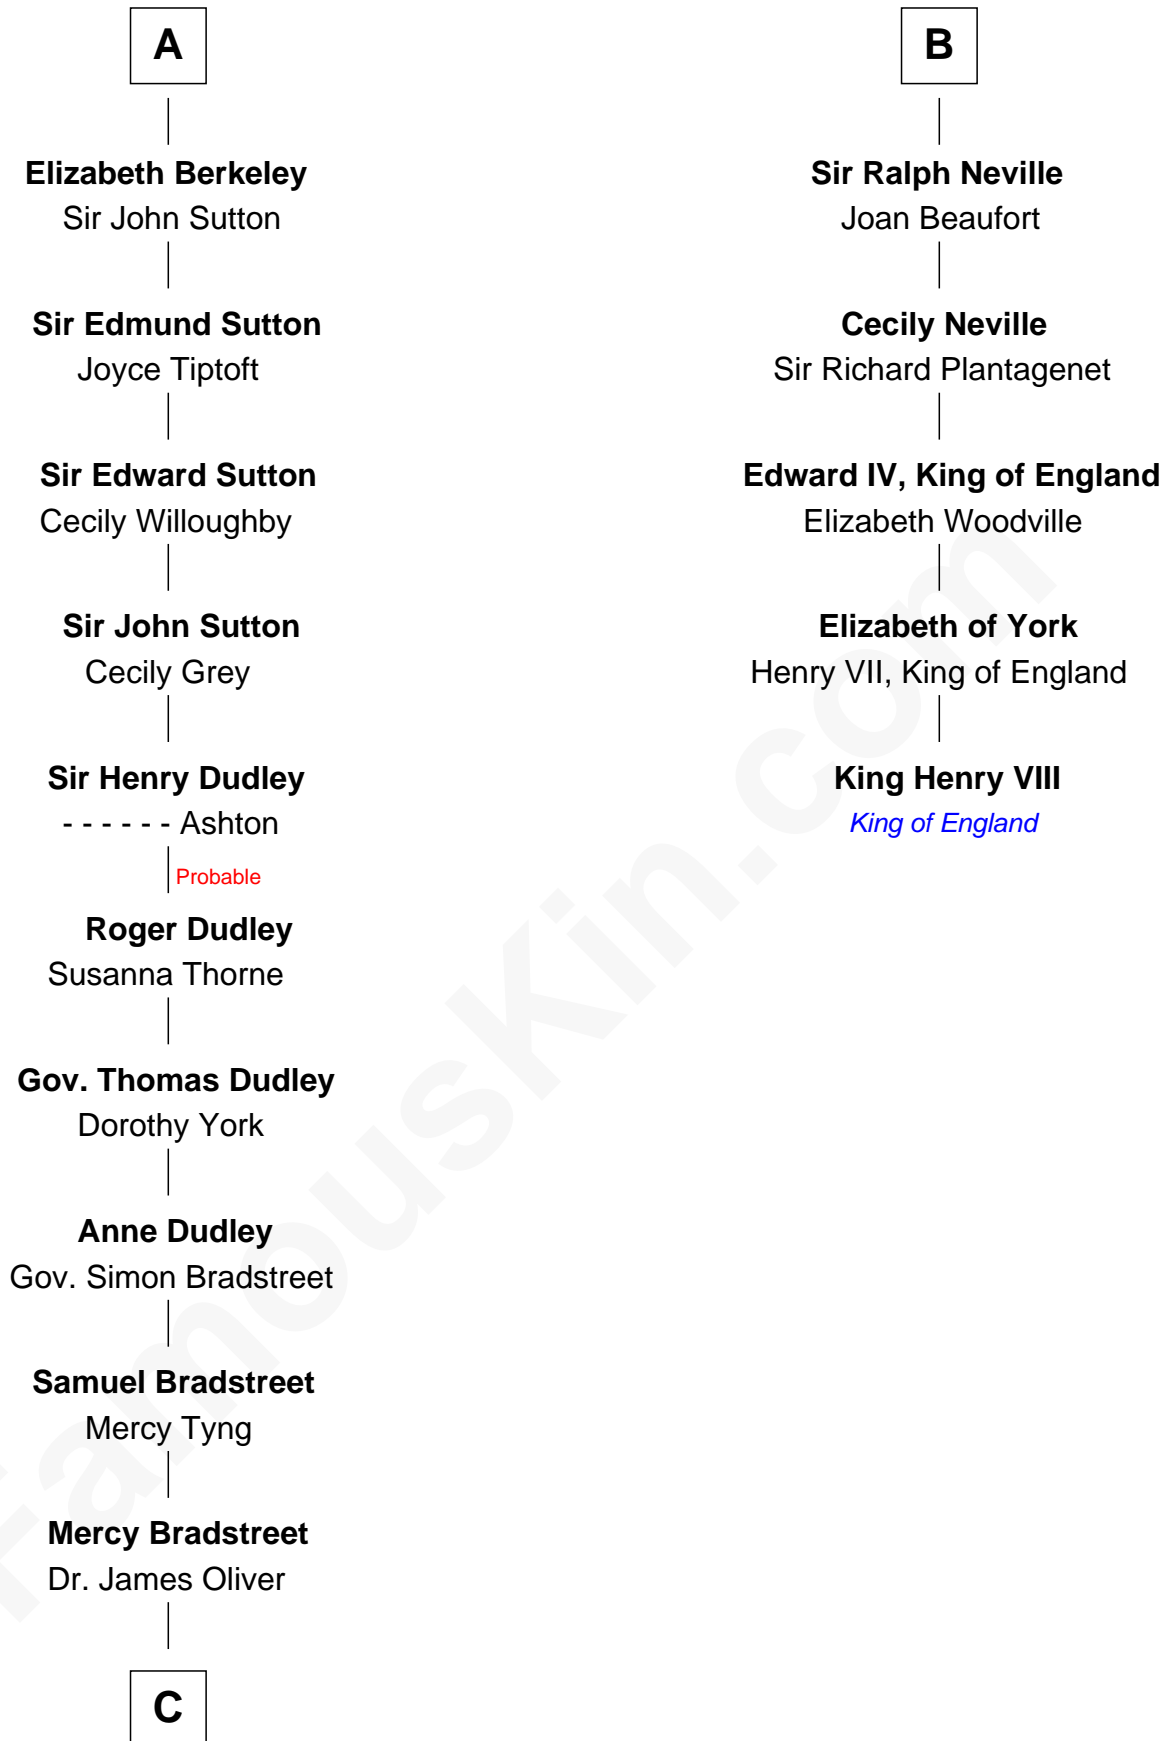 A
Elizabeth Berkeley
Sir John Sutton
Sir Edmund Sutton
Joyce Tiptoft
Sir Edward Sutton
Cecily Willoughby
Sir John Sutton
Cecily Grey
Sir Henry Dudley
- - - - - - Ashton
Probable
Roger Dudley
Susanna Thorne
Gov. Thomas Dudley
Dorothy York
Anne Dudley
Gov. Simon Bradstreet
Samuel Bradstreet
Mercy Tyng
Mercy Bradstreet
Dr. James Oliver
C
B
Sir Ralph Neville
Joan Beaufort
Cecily Neville
Sir Richard Plantagenet
Edward IV, King of England
Elizabeth Woodville
Elizabeth of York
Henry VII, King of England
King Henry VIII
King of England
FamousKin.com